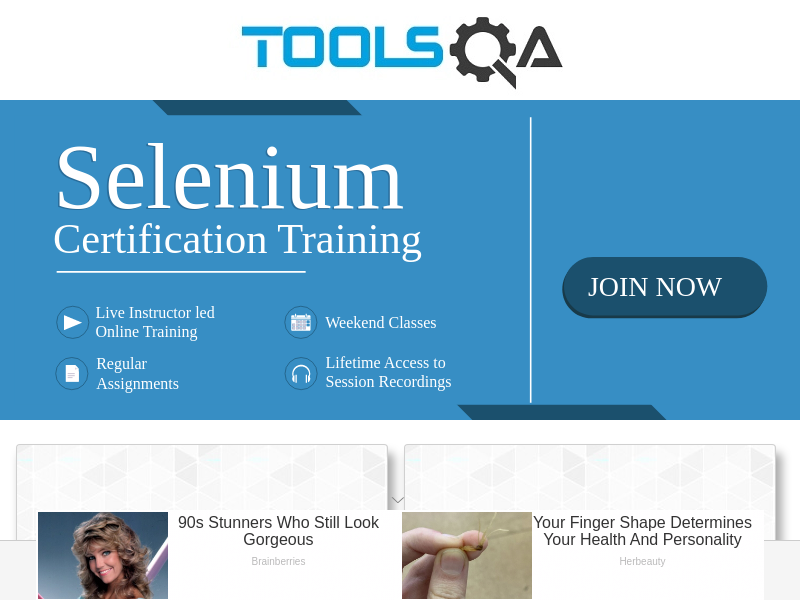 TOOLSQA
Selenium
Certification Training
Live Instructor led
Online Training
Weekend Classes
Regular
Assignments
Lifetime Access to
Session Recordings
JOIN NOW
90s Stunners Who Still Look
Gorgeous
Brainberries
Your Finger Shape Determines
Your Health And Personality
Herbeauty